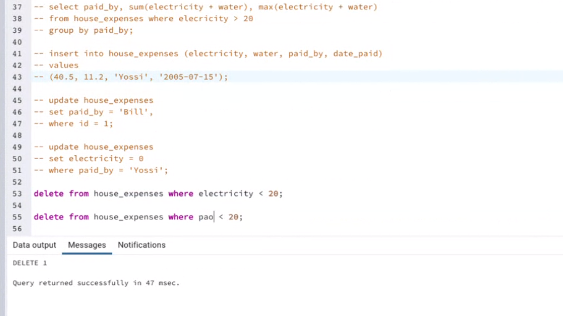 37 -- select paid_by, sum(electricity + water), max(electricity + water)
38 -- from house_expenses where elecricity > 20
39 -- group by paid_by;
40
41 -- insert into house_expenses (electricity, water, paid_by, date_paid)
42 -- values
43 -- (40.5, 11.2, 'Yossi', '2005-07-15');
44
45 -- update house_expenses
46 -- set paid_by = 'Bill',
47 -- where id = 1;
48
49 -- update house_expenses
50 -- set electricity = 0
51 -- where paid_by = 'Yossi';
52
53 delete from house_expenses where electricity < 20;
54
55 delete from house_expenses where pao < 20;
56
Data output Messages Notifications
DELETE 1
Query returned successfully in 47 msec.